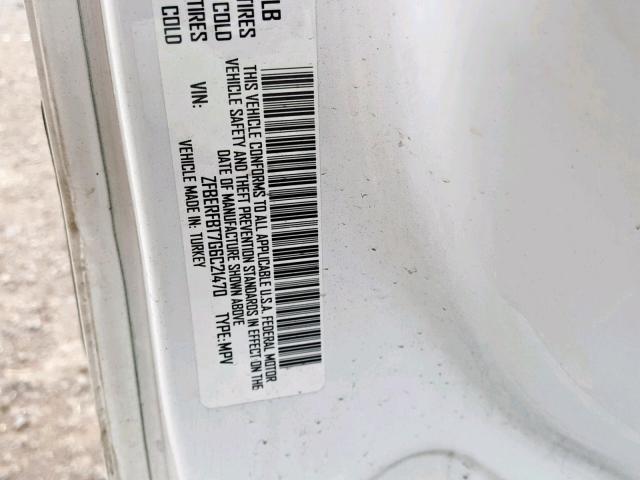 LB
TIRES TIRES
COLD COLD
THIS VEHICLE CONFORMS TO ALL APPLICABLE U.S.A. FEDERAL MOTOR
VEHICLE SAFETY AND THEFT PREVENTION STANDARDS IN EFFECT ON THE
DATE OF MANUFACTURE SHOWN ABOVE
VIN: ZFBERFBT7G6C21470 TYPE: MPV
VEHICLE MADE IN: TURKEY